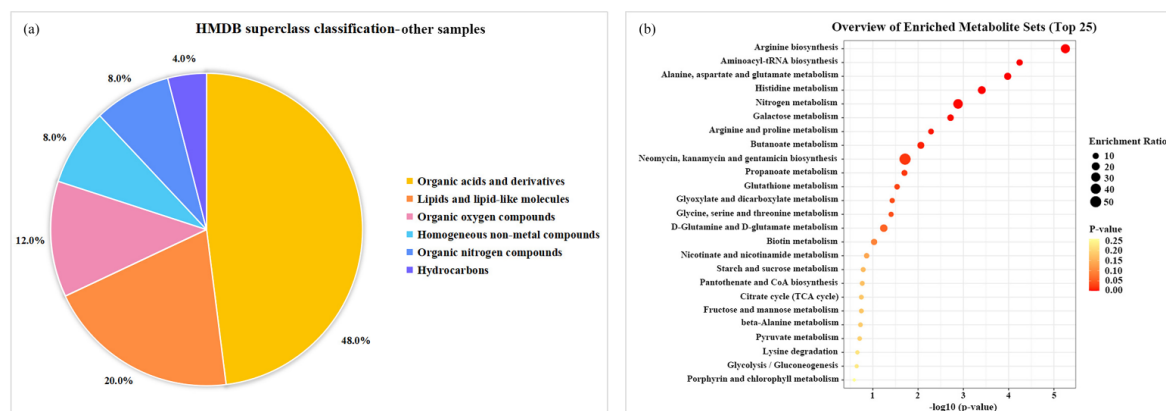 (a)
HMDB superclass classification-other samples
4.0%
8.0%
8.0%
12.0%
20.0%
48.0%
Organic acids and derivatives
Lipids and lipid-like molecules
Organic oxygen compounds
Homogeneous non-metal compounds
Organic nitrogen compounds
Hydrocarbons
(b)
Overview of Enriched Metabolite Sets (Top 25)
Arginine biosynthesis
Aminoacyl-tRNA biosynthesis
Alanine, aspartate and glutamate metabolism
Histidine metabolism
Nitrogen metabolism
Galactose metabolism
Arginine and proline metabolism
Butanoate metabolism
Neomycin, kanamycin and gentamicin biosynthesis
Propanoate metabolism
Glutathione metabolism
Glyoxylate and dicarboxylate metabolism
Glycine, serine and threonine metabolism
D-Glutamine and D-glutamate metabolism
Biotin metabolism
Nicotinate and nicotinamide metabolism
Starch and sucrose metabolism
Pantothenate and CoA biosynthesis
Citrate cycle (TCA cycle)
Fructose and mannose metabolism
beta-Alanine metabolism
Pyruvate metabolism
Lysine degradation
Glycolysis / Gluconeogenesis
Porphyrin and chlorophyll metabolism
1 2 3 4 5
-log10 (p-value)
Enrichment Ratio
10
20
30
40
50
P-value
0.25
0.20
0.15
0.10
0.05
0.00